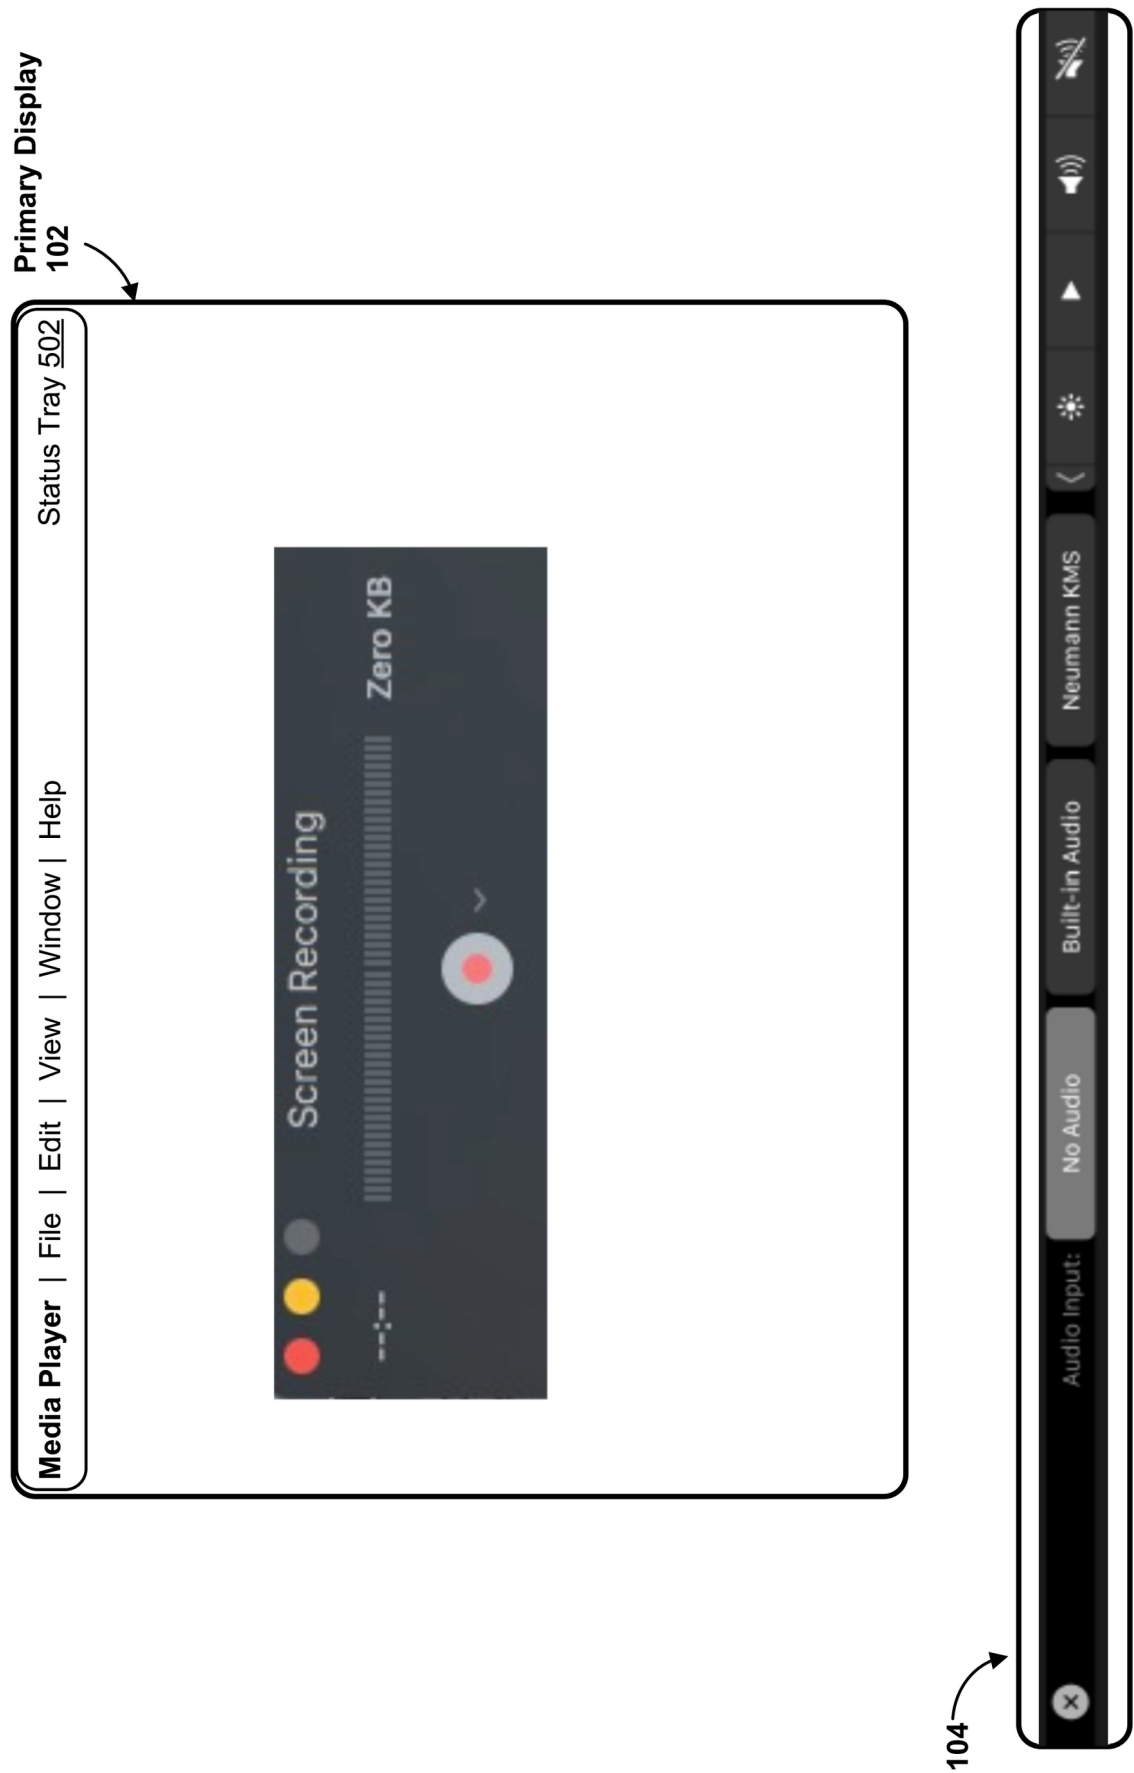 Primary Display
102
Media Player | File | Edit | View | Window | Help Status Tray 502
Screen Recording
--:-- Zero KB
104
Audio Input: No Audio Built-in Audio Neumann KMS